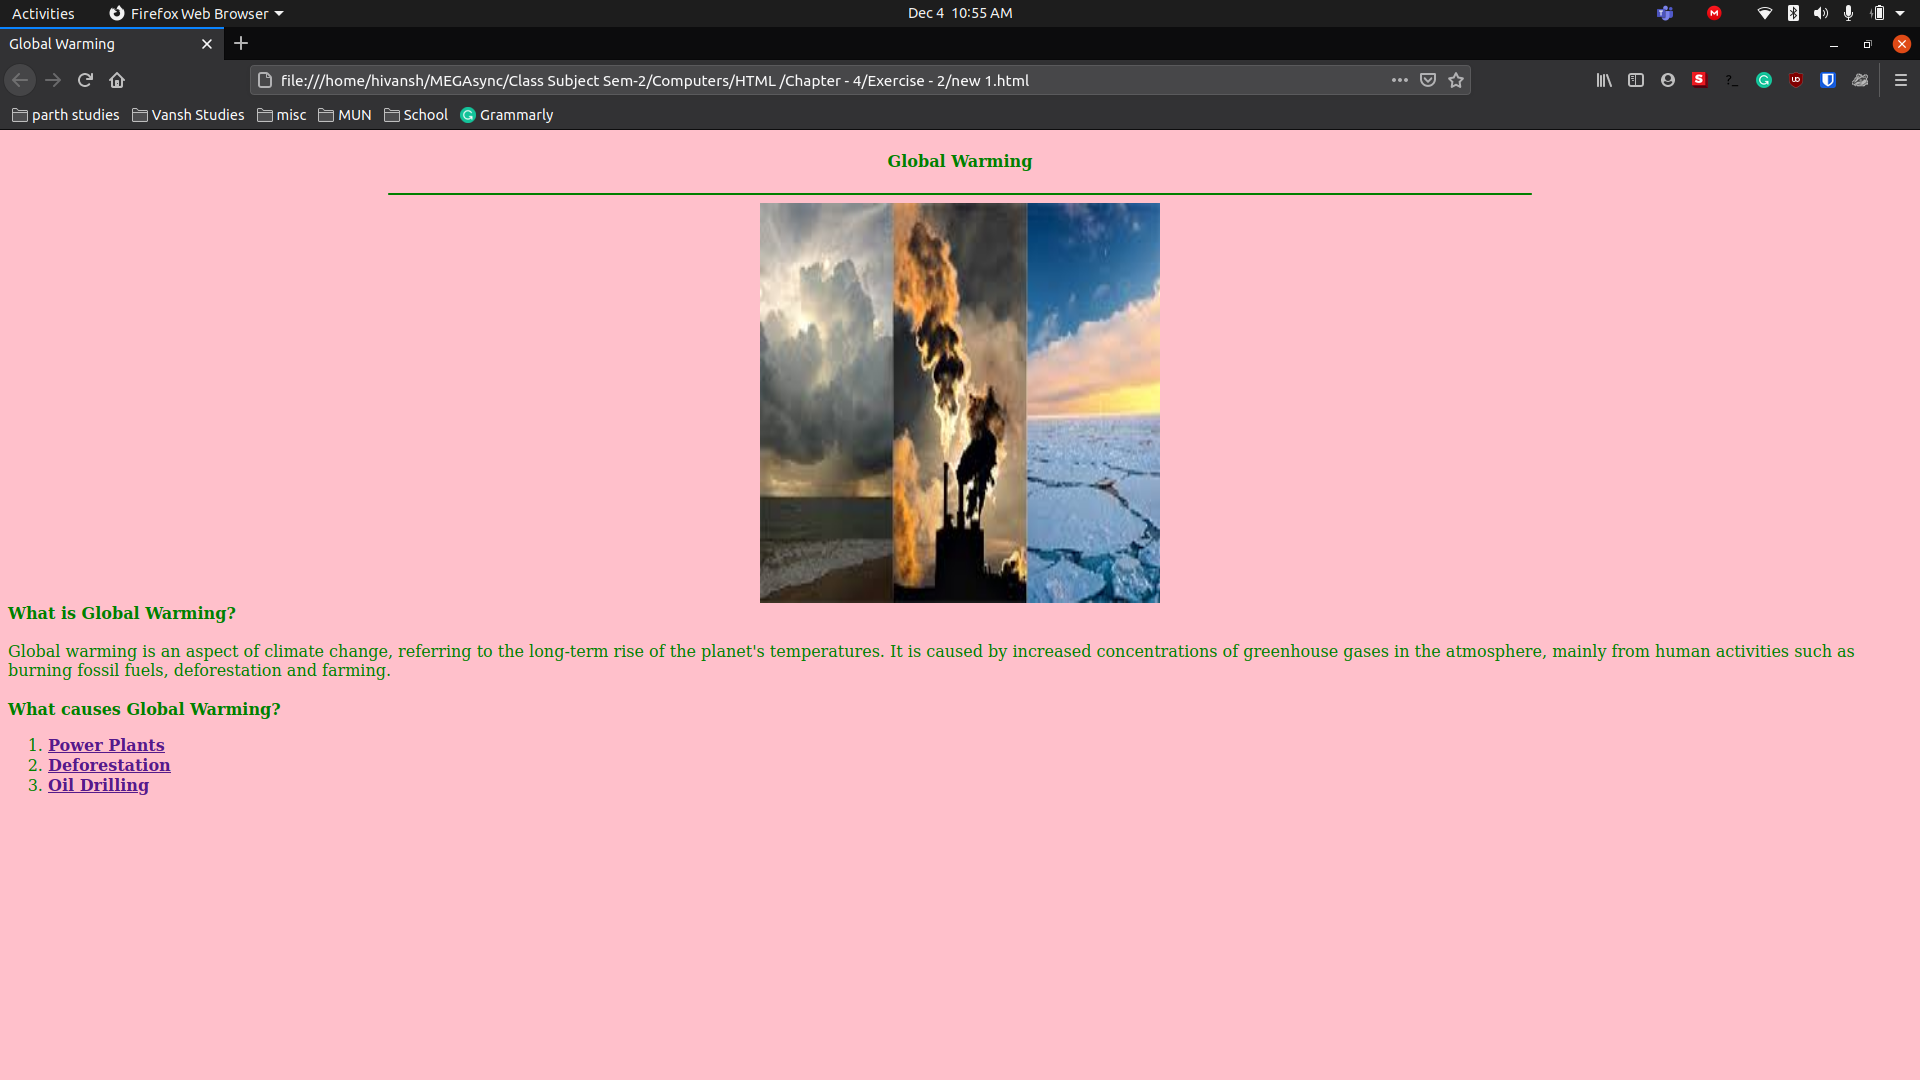 Activities Firefox Web Browser Dec 4 10:55 AM
Global Warming
file:///home/hivansh/MEGAsync/Class Subject Sem-2/Computers/HTML /Chapter - 4/Exercise - 2/new 1.html
parth studies Vansh Studies misc MUN School Grammarly
Global Warming
What is Global Warming?
Global warming is an aspect of climate change, referring to the long-term rise of the planet's temperatures. It is caused by increased concentrations of greenhouse gases in the atmosphere, mainly from human activities such as
burning fossil fuels, deforestation and farming.
What causes Global Warming?
1. Power Plants
2. Deforestation
3. Oil Drilling